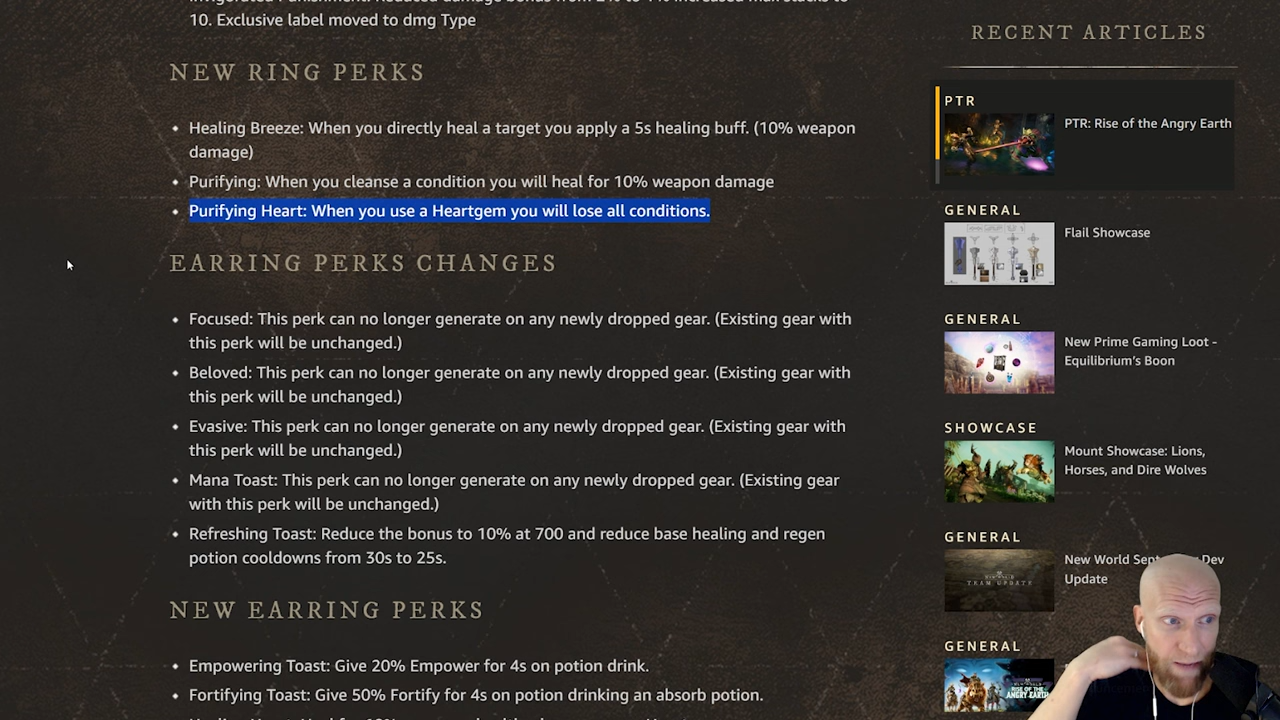 10. Exclusive label moved to dmg Type
NEW RING PERKS
Healing Breeze: When you directly heal a target you apply a 5s healing buff. (10% weapon
damage)
Purifying: When you cleanse a condition you will heal for 10% weapon damage
Purifying Heart: When you use a Heartgem you will lose all conditions.
EARRING PERKS CHANGES
Focused: This perk can no longer generate on any newly dropped gear. (Existing gear with
this perk will be unchanged.)
Beloved: This perk can no longer generate on any newly dropped gear. (Existing gear with
this perk will be unchanged.)
Evasive: This perk can no longer generate on any newly dropped gear. (Existing gear with
this perk will be unchanged.)
Mana Toast: This perk can no longer generate on any newly dropped gear. (Existing gear
with this perk will be unchanged.)
Refreshing Toast: Reduce the bonus to 10% at 700 and reduce base healing and regen
potion cooldowns from 30s to 25s.
NEW EARRING PERKS
Empowering Toast: Give 20% Empower for 4s on potion drink.
Fortifying Toast: Give 50% Fortify for 4s on potion drinking an absorb potion.
RECENT ARTICLES
PTR
PTR: Rise of the Angry Earth
GENERAL
Flail Showcase
GENERAL
New Prime Gaming Loot -
Equilibrium's Boon
SHOWCASE
Mount Showcase: Lions,
Horses, and Dire Wolves
GENERAL
New World Dev
Update
TEAM UPDATE
GENERAL
RISE OF THE
ANGRY EARTH